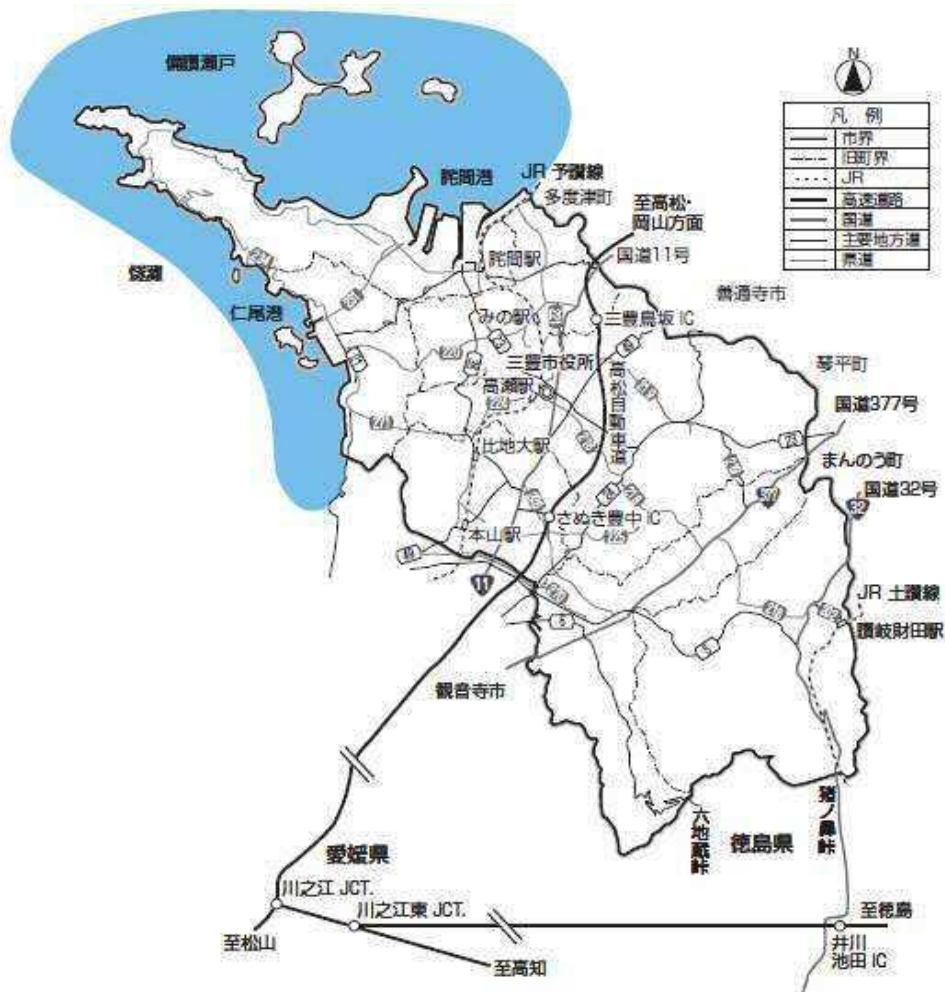 備讃瀬戸
N
凡 例
市界
旧町界
JR
高速道路
国道
主要地方道
県道
詫間港
JR 予讃線
多度津町
至高松・
岡山方面
国道11号
詫間駅
燧灘
仁尾港
善通寺市
みの駅
三豊鳥坂 IC
三豊市役所
高瀬駅
高松自動車道
琴平町
国道377号
比地大駅
まんのう町
国道32号
32
さぬき豊中 IC
本山駅
11
JR 土讃線
讃岐財田駅
6
5
観音寺市
六地蔵峠
徳島県
猪ノ鼻峠
愛媛県
川之江 JCT.
川之江東 JCT.
至徳島
至松山
井川
池田 IC
至高知